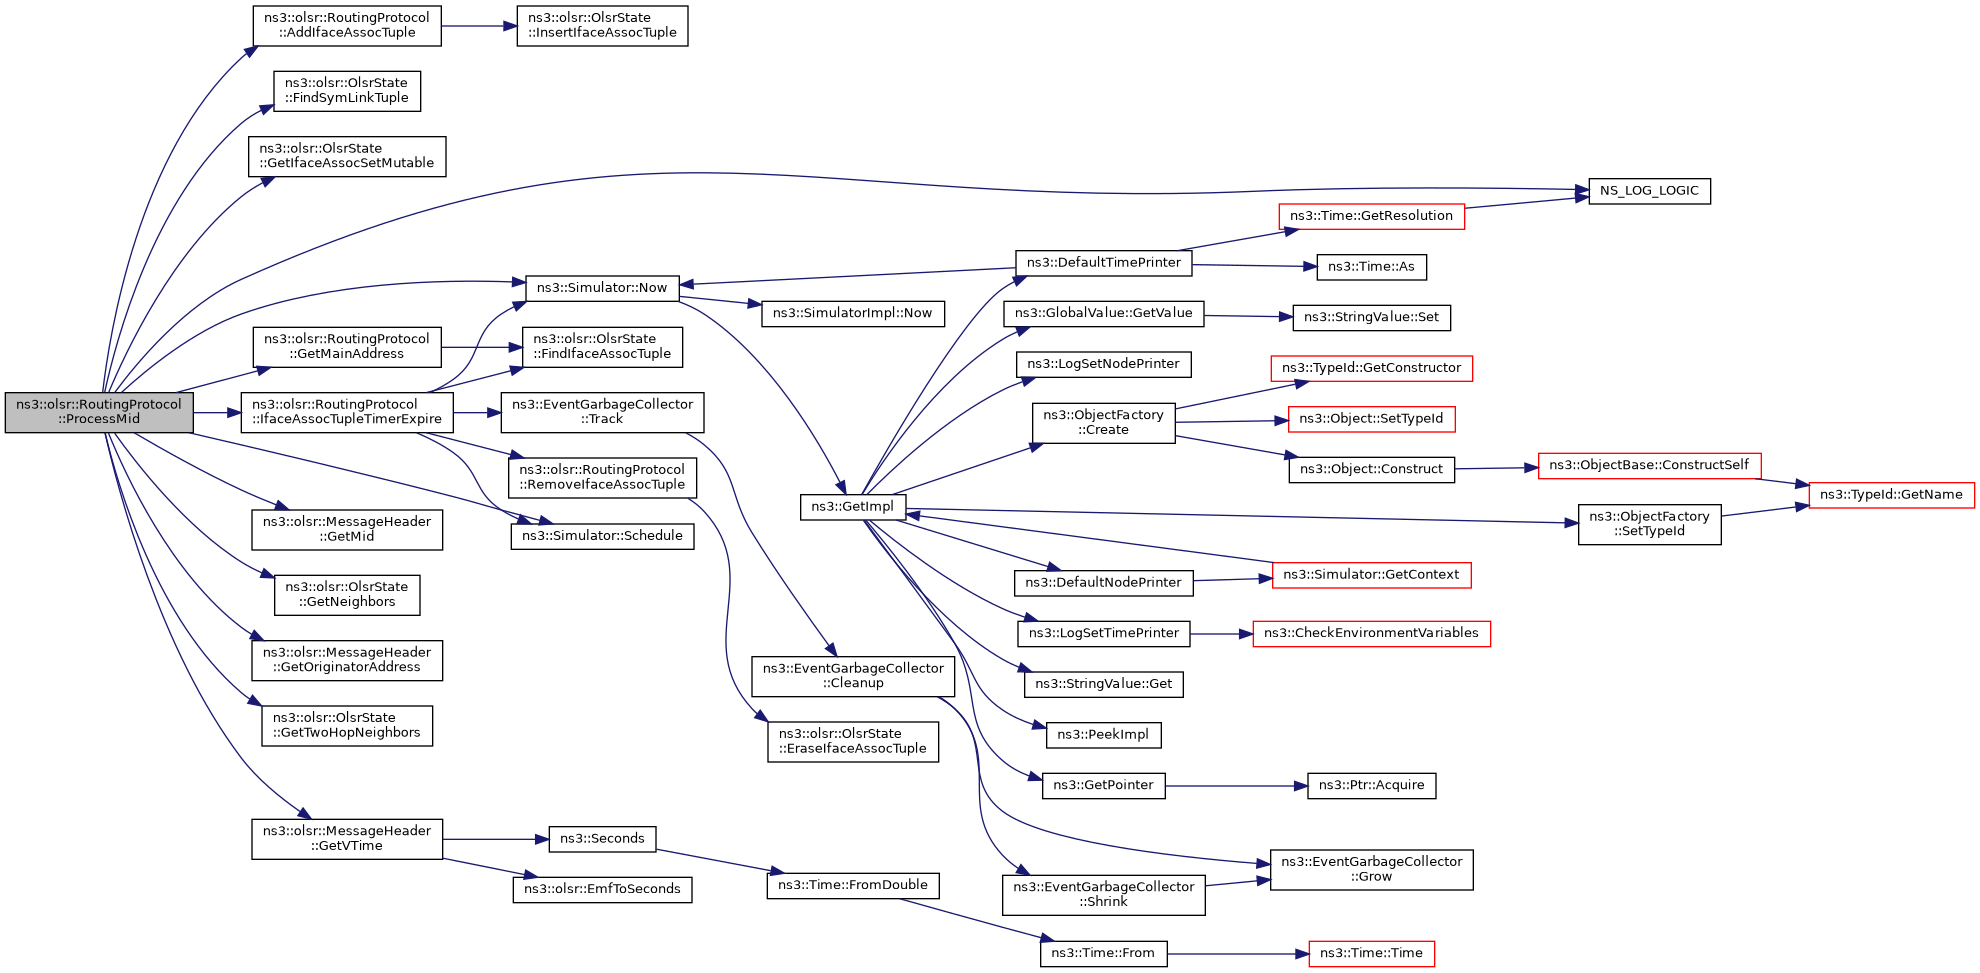 ns3::olsr::RoutingProtocol
::ProcessMid
ns3::olsr::RoutingProtocol
::AddIfaceAssocTuple
ns3::olsr::OlsrState
::InsertIfaceAssocTuple
ns3::olsr::OlsrState
::FindSymLinkTuple
ns3::olsr::OlsrState
::GetIfaceAssocSetMutable
NS_LOG_LOGIC
ns3::Simulator::Now
ns3::SimulatorImpl::Now
ns3::olsr::RoutingProtocol
::GetMainAddress
ns3::olsr::OlsrState
::FindIfaceAssocTuple
ns3::olsr::RoutingProtocol
::IfaceAssocTupleTimerExpire
ns3::EventGarbageCollector
::Track
ns3::olsr::RoutingProtocol
::RemoveIfaceAssocTuple
ns3::Simulator::Schedule
ns3::olsr::MessageHeader
::GetMid
ns3::olsr::OlsrState
::GetNeighbors
ns3::olsr::MessageHeader
::GetOriginatorAddress
ns3::olsr::OlsrState
::GetTwoHopNeighbors
ns3::olsr::MessageHeader
::GetVTime
ns3::Seconds
ns3::olsr::EmfToSeconds
ns3::Time::FromDouble
ns3::Time::From
ns3::Time::Time
ns3::EventGarbageCollector
::Cleanup
ns3::olsr::OlsrState
::EraseIfaceAssocTuple
ns3::EventGarbageCollector
::Shrink
ns3::EventGarbageCollector
::Grow
ns3::GetImpl
ns3::DefaultTimePrinter
ns3::Time::GetResolution
ns3::Time::As
ns3::GlobalValue::GetValue
ns3::StringValue::Set
ns3::LogSetNodePrinter
ns3::ObjectFactory
::Create
ns3::TypeId::GetConstructor
ns3::Object::SetTypeId
ns3::Object::Construct
ns3::ObjectBase::ConstructSelf
ns3::TypeId::GetName
ns3::ObjectFactory
::SetTypeId
ns3::DefaultNodePrinter
ns3::Simulator::GetContext
ns3::LogSetTimePrinter
ns3::CheckEnvironmentVariables
ns3::StringValue::Get
ns3::PeekImpl
ns3::GetPointer
ns3::Ptr::Acquire